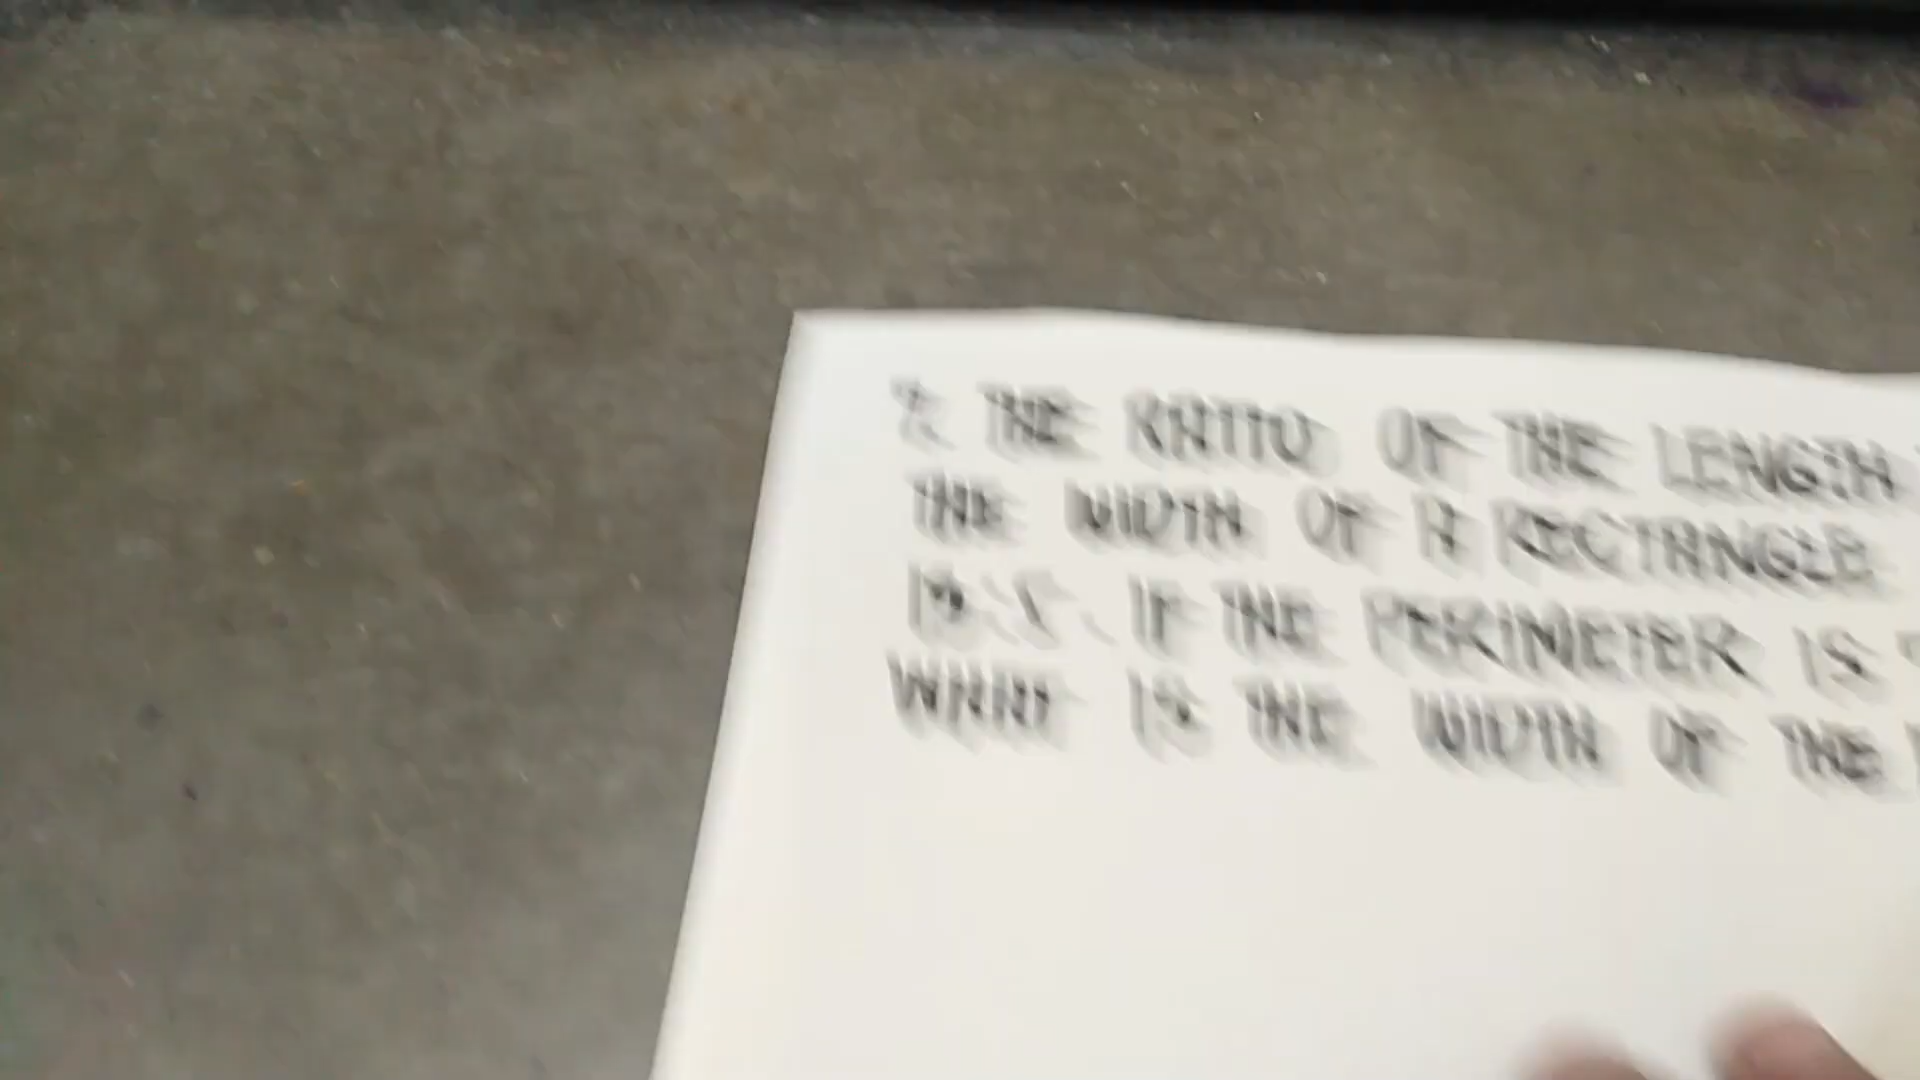 THE RATIO OF THE LENGTH
THE WIDTH OF A RECTANGLE
IF THE PERIMETER IS
WHAT IS THE WIDTH OF THE